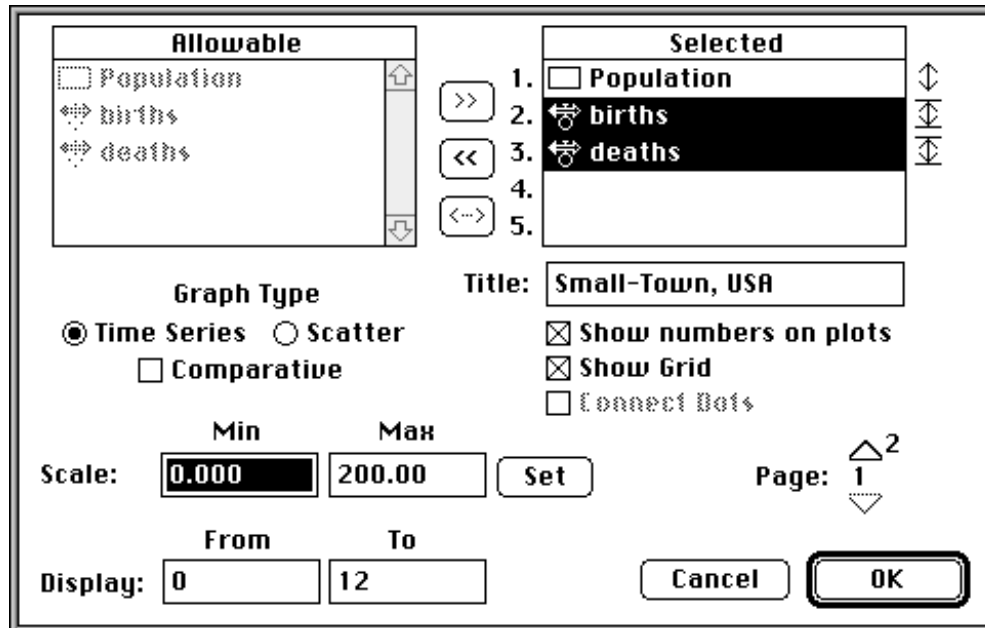 Allowable
Population
births
deaths
>>
<<
<...>
Selected
1. Population
2. births
3. deaths
4.
5.
Title: Small-Town, USA
Graph Type
Time Series Scatter
Comparative
Show numbers on plots
Show Grid
Connect Dots
Min Max
Scale: 0.000 200.00 Set
Page: 1 2
From To
Display: 0 12
Cancel OK